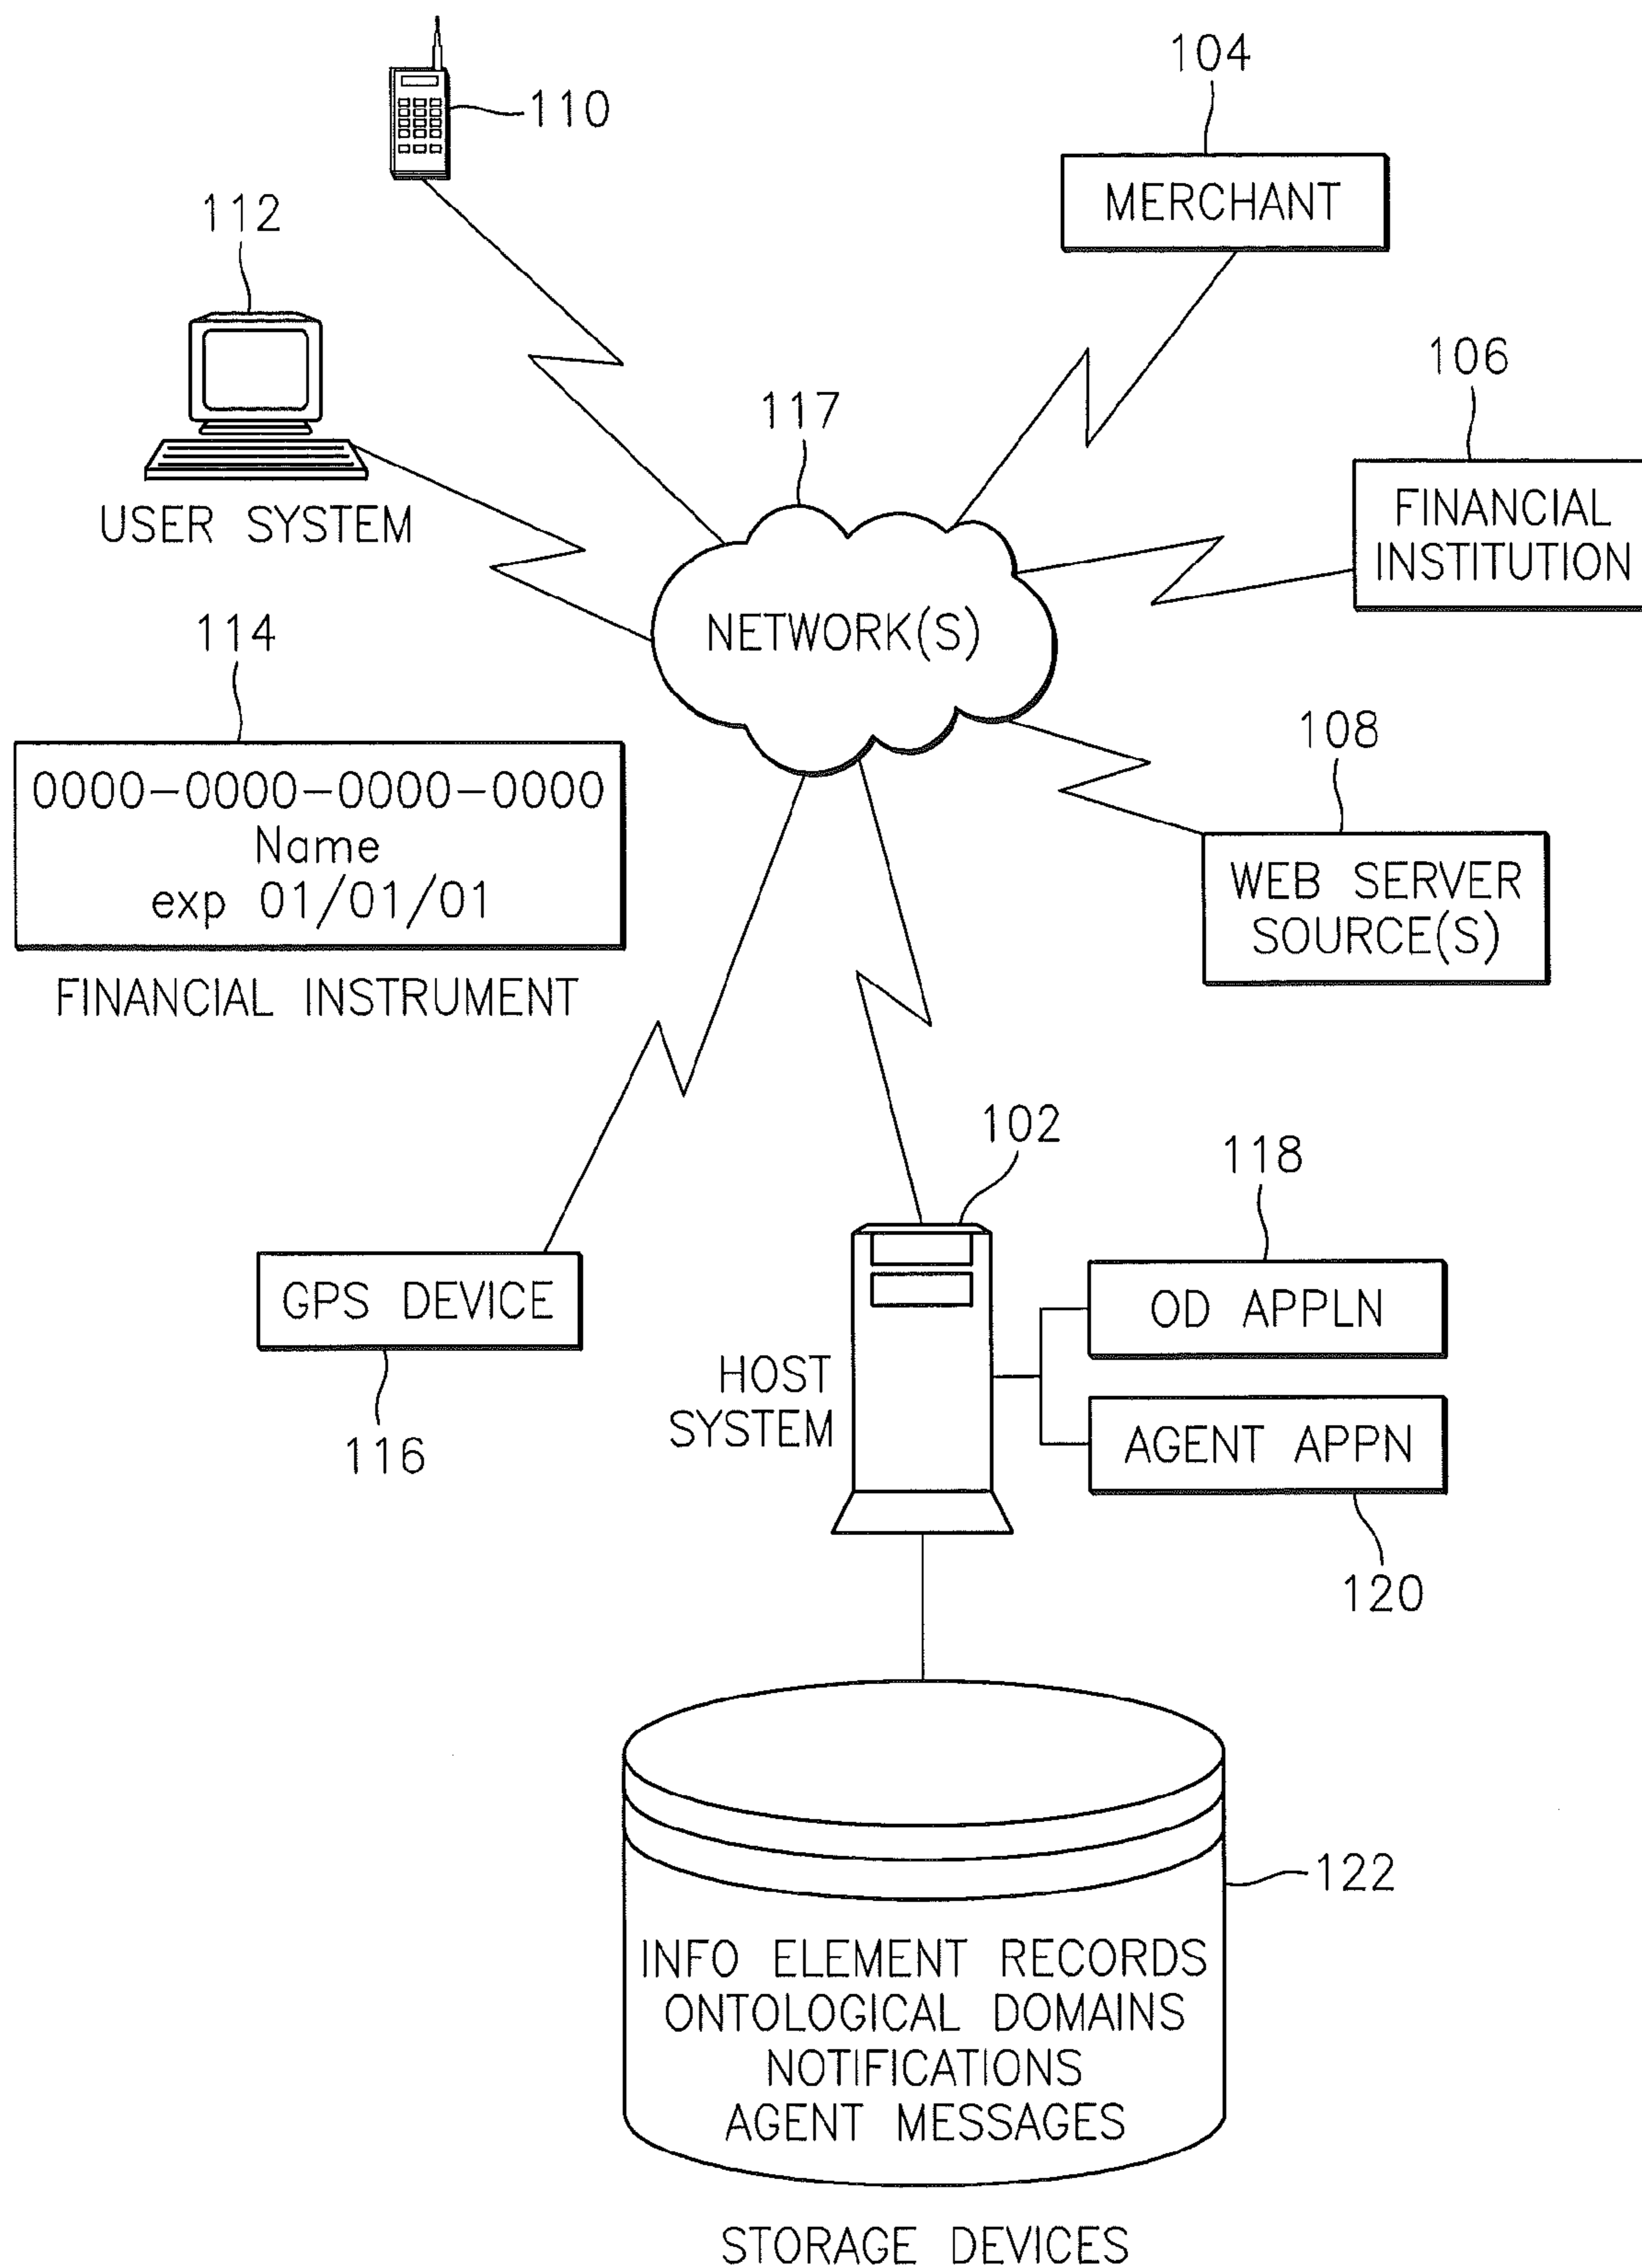 110
104
MERCHANT
112
USER SYSTEM
106
FINANCIAL
INSTITUTION
117
NETWORK(S)
114
0000-0000-0000-0000
Name
exp 01/01/01
FINANCIAL INSTRUMENT
108
WEB SERVER
SOURCE(S)
102
118
OD APPLN
GPS DEVICE
116
HOST
SYSTEM
AGENT APPN
120
122
INFO ELEMENT RECORDS
ONTOLOGICAL DOMAINS
NOTIFICATIONS
AGENT MESSAGES
STORAGE DEVICES